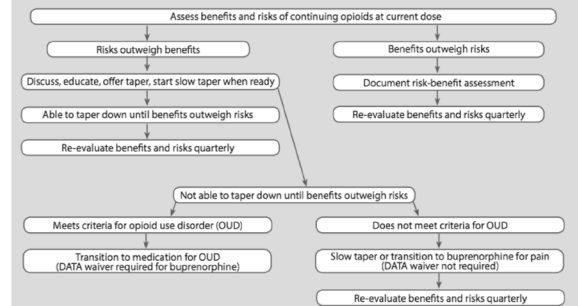 Assess benefits and risks of continuing opioids at current dose
Risks outweigh benefits
Benefits outweigh risks
Discuss, educate, offer taper, start slow taper when ready
Document risk-benefit assessment
Able to taper down until benefits outweigh risks
Re-evaluate benefits and risks quarterly
Re-evaluate benefits and risks quarterly
Not able to taper down until benefits outweigh risks
Meets criteria for opioid use disorder (OUD)
Does not meet criteria for OUD
Transition to medication for OUD
(DATA waiver required for buprenorphine)
Slow taper or transition to buprenorphine for pain
(DATA waiver not required)
Re-evaluate benefits and risks quarterly